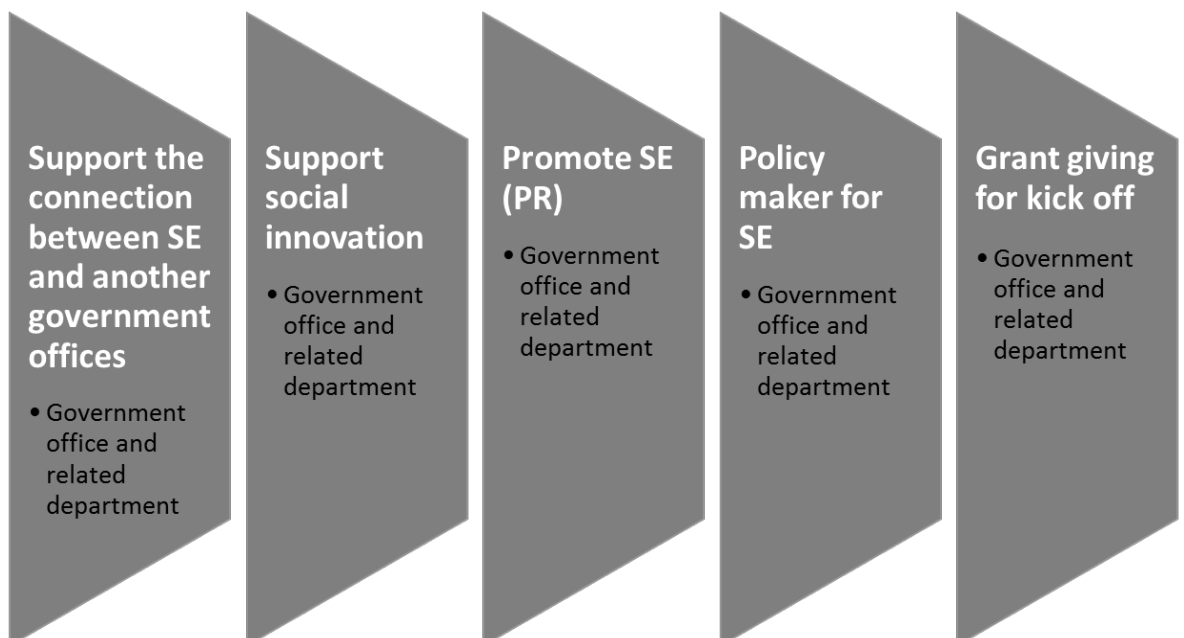 Support the
connection
between SE
and another
government
offices
• Government
office and
related
department
Support
social
innovation
• Government
office and
related
department
Promote SE
(PR)
• Government
office and
related
department
Policy
maker for
SE
• Government
office and
related
department
Grant giving
for kick off
• Government
office and
related
department